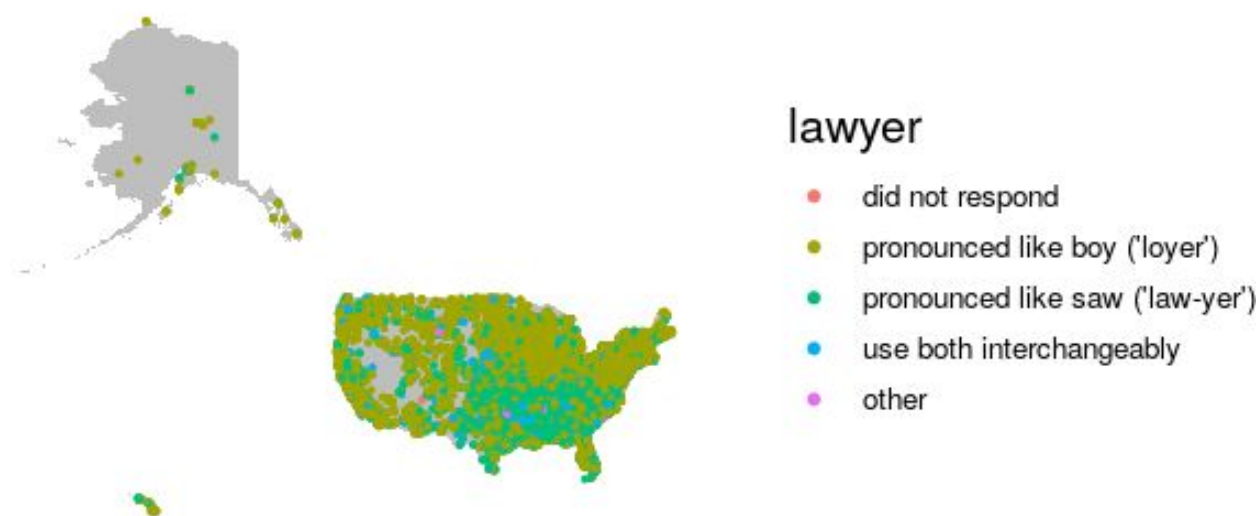 lawyer
did not respond
pronounced like boy ('loyer')
pronounced like saw ('law-yer')
use both interchangeably
other